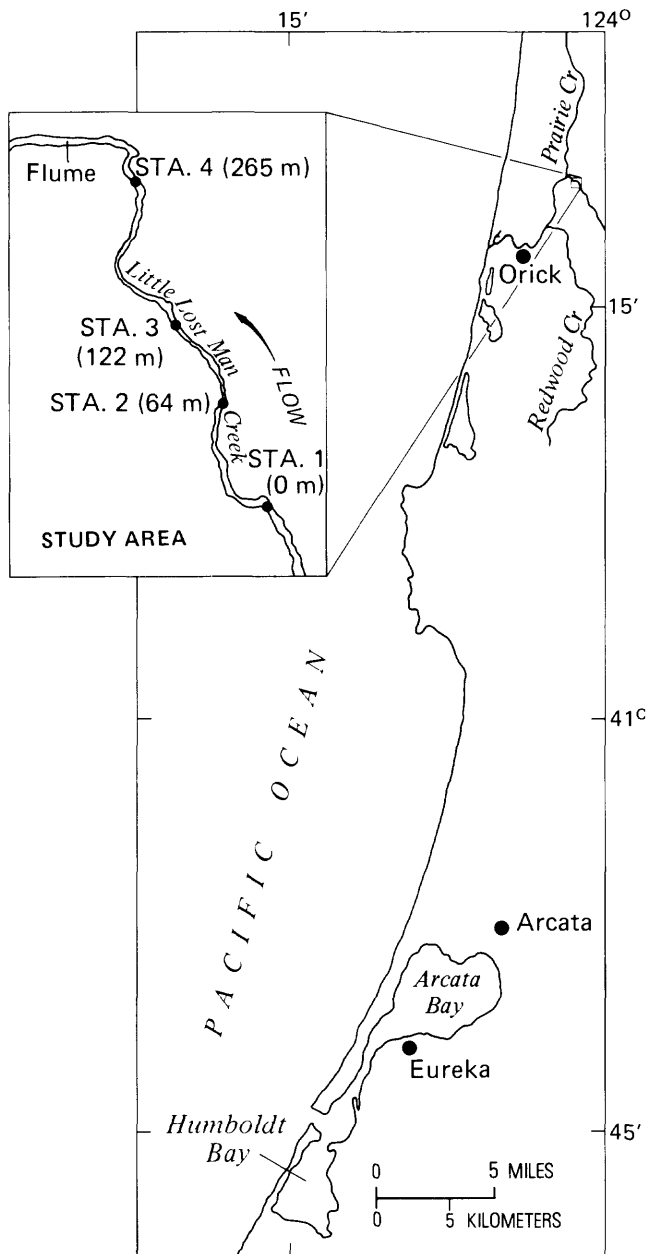 15'
124°
Prairie Cr
Flume
STA. 4 (265 m)
Little Lost Man
Creek
STA. 3
(122 m)
FLOW
STA. 2 (64 m)
STA. 1
(0 m)
STUDY AREA
Orick
15'
Redwood Cr
PACIFIC OCEAN
41°
Arcata
Arcata
Bay
Eureka
Humboldt
Bay
45'
0 5 MILES
0 5 KILOMETERS